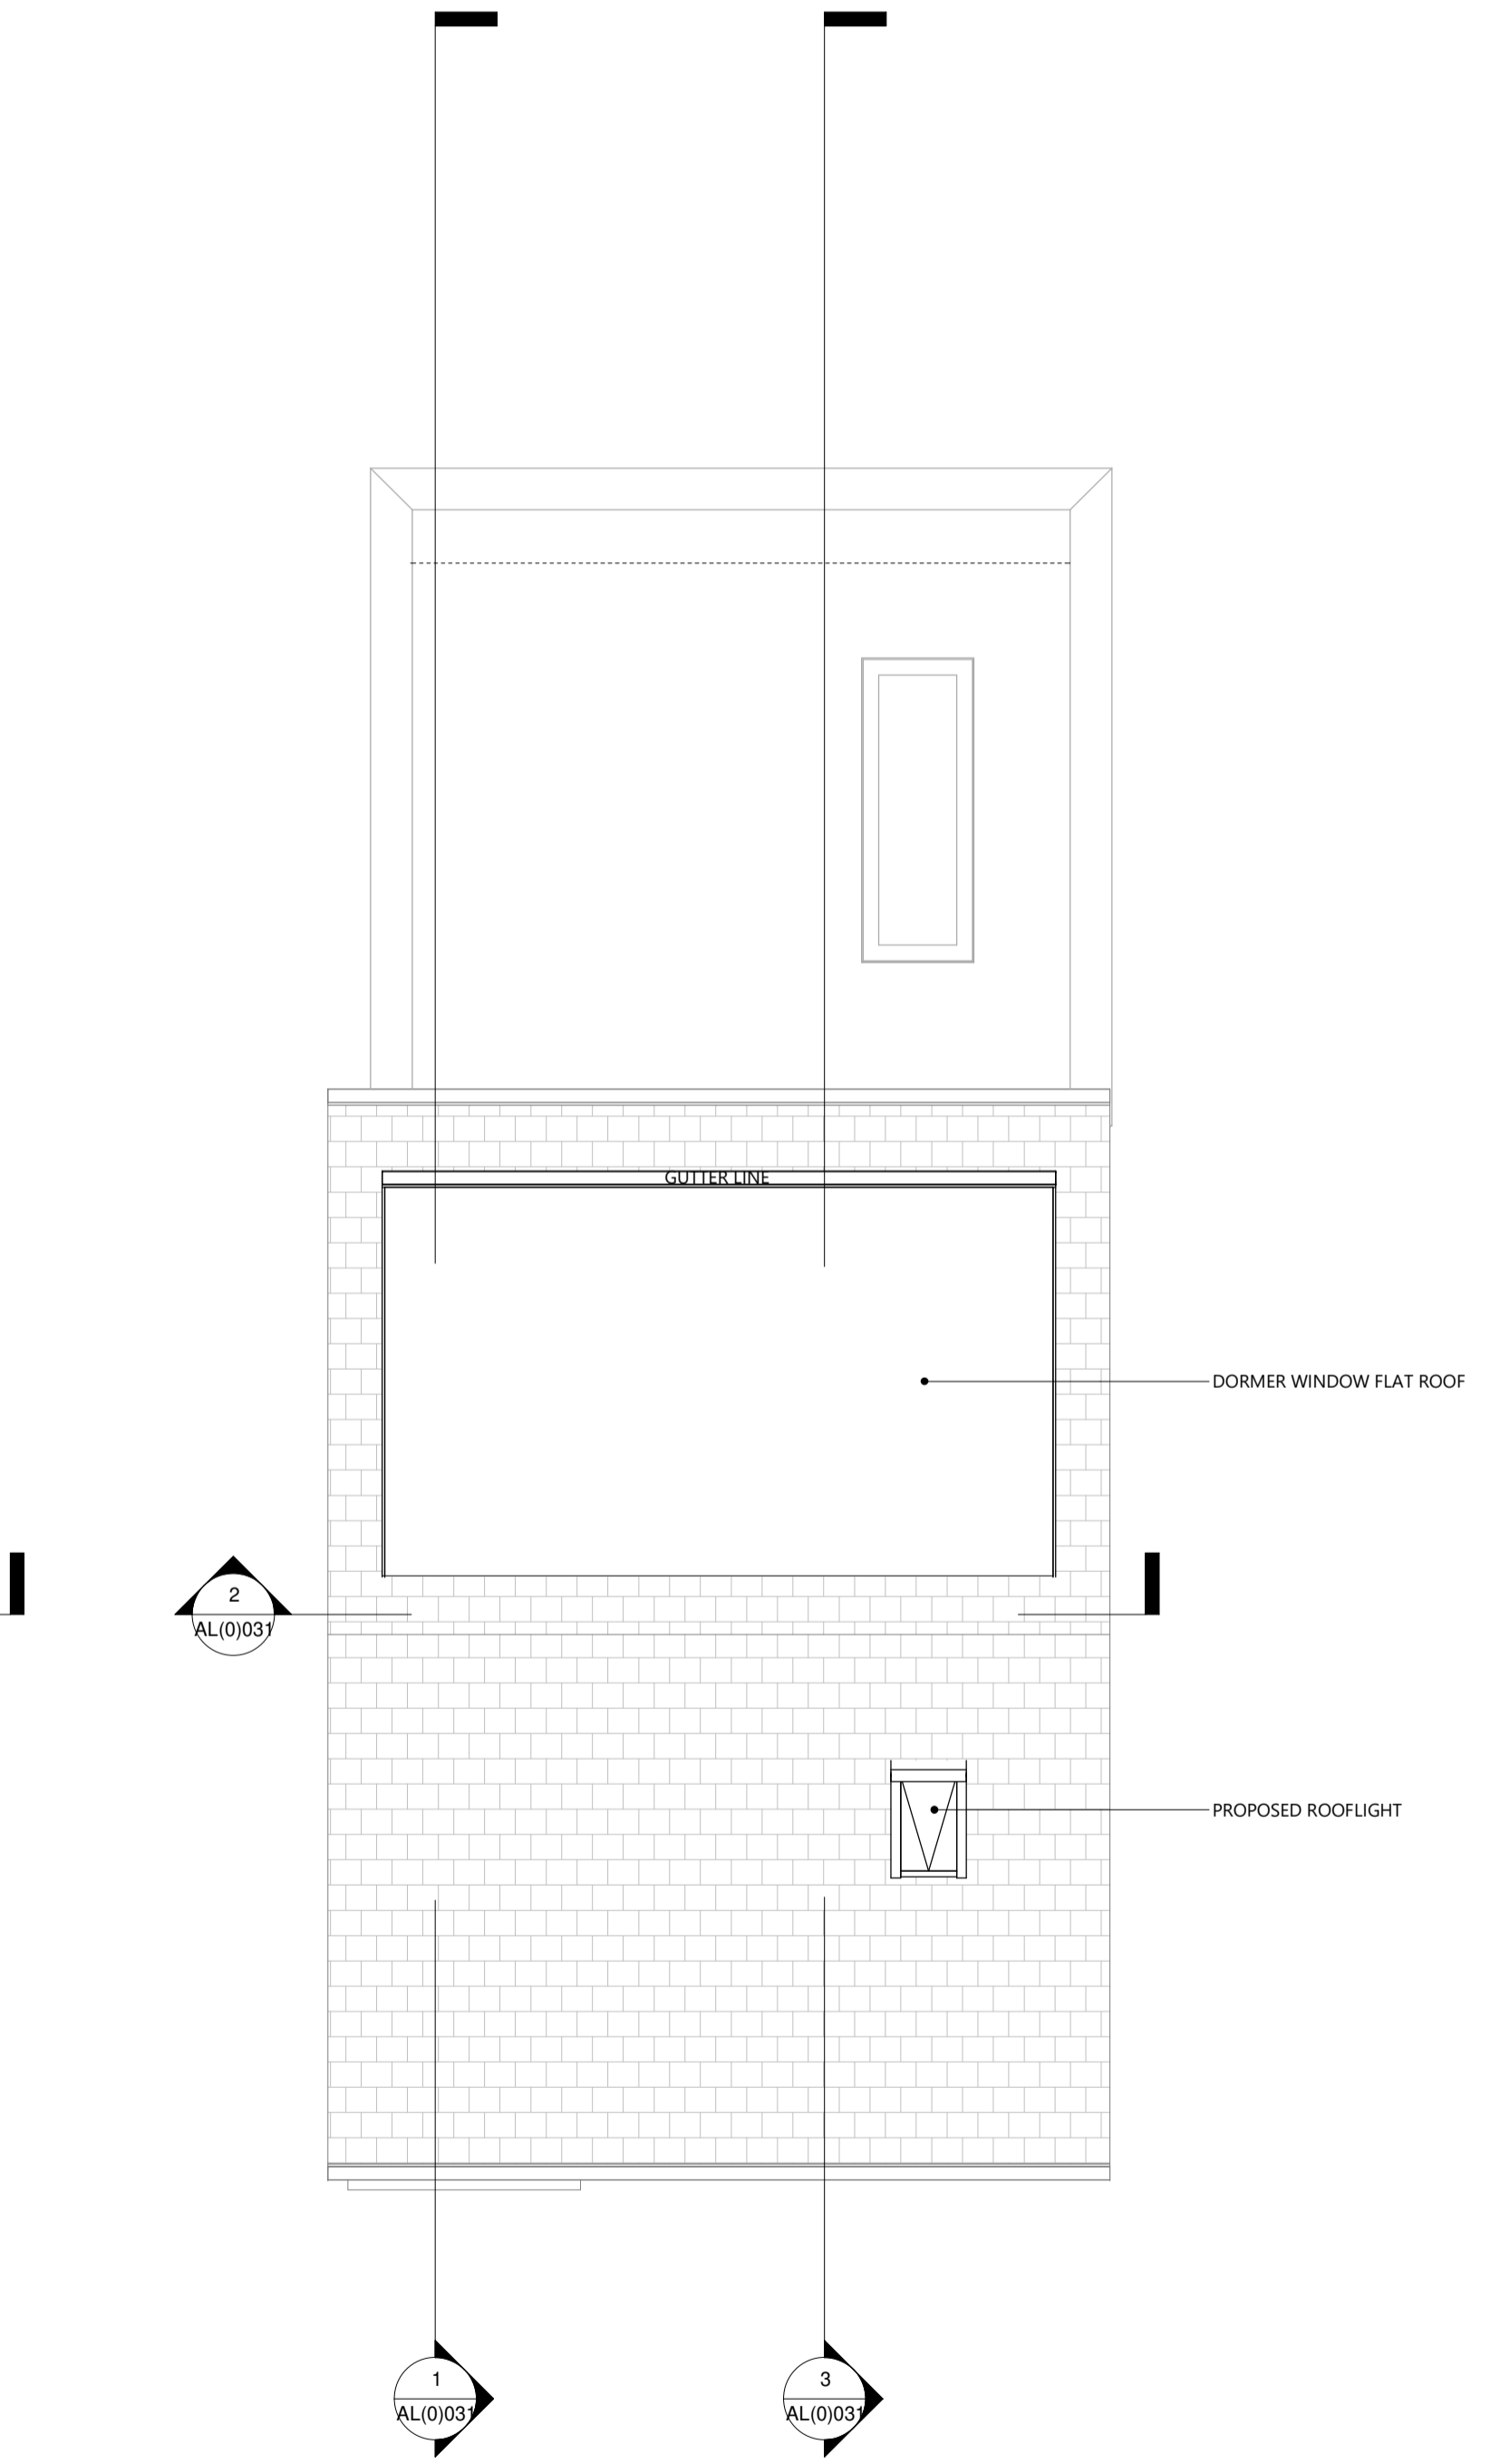 GUTTER LINE
DORMER WINDOW FLAT ROOF
2
AL(0)031
PROPOSED ROOFLIGHT
1
AL(0)031
3
AL(0)031